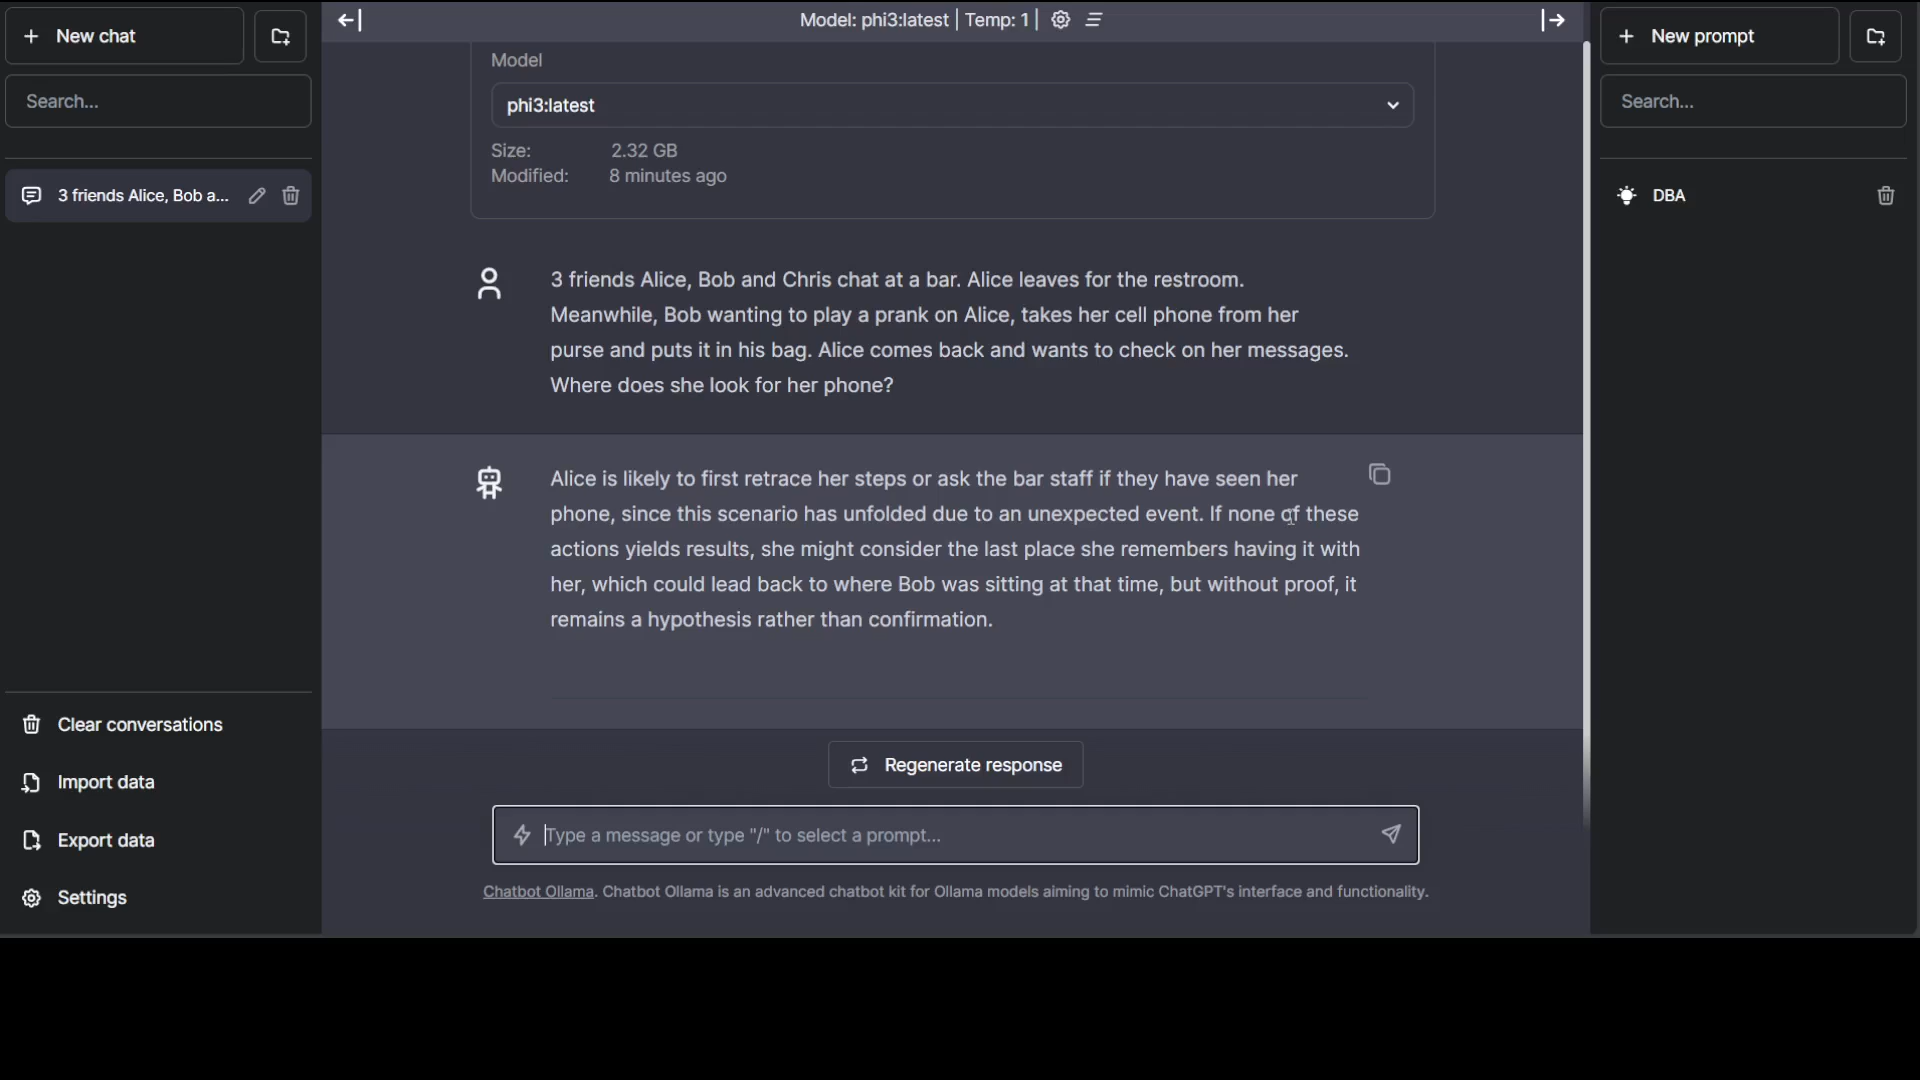 New chat
Search...
3 friends Alice, Bob a...
Clear conversations
Import data
Export data
Settings
Model: phi3:latest | Temp: 1 |
Model
phi3:latest
Size: 2.32 GB
Modified: 8 minutes ago
3 friends Alice, Bob and Chris chat at a bar. Alice leaves for the restroom.
Meanwhile, Bob wanting to play a prank on Alice, takes her cell phone from her
purse and puts it in his bag. Alice comes back and wants to check on her messages.
Where does she look for her phone?
Alice is likely to first retrace her steps or ask the bar staff if they have seen her
phone, since this scenario has unfolded due to an unexpected event. If none of these
actions yields results, she might consider the last place she remembers having it with
her, which could lead back to where Bob was sitting at that time, but without proof, it
remains a hypothesis rather than confirmation.
Regenerate response
Type a message or type "/" to select a prompt...
Chatbot Ollama. Chatbot Ollama is an advanced chatbot kit for Ollama models aiming to mimic ChatGPT's interface and functionality.
New prompt
Search...
DBA